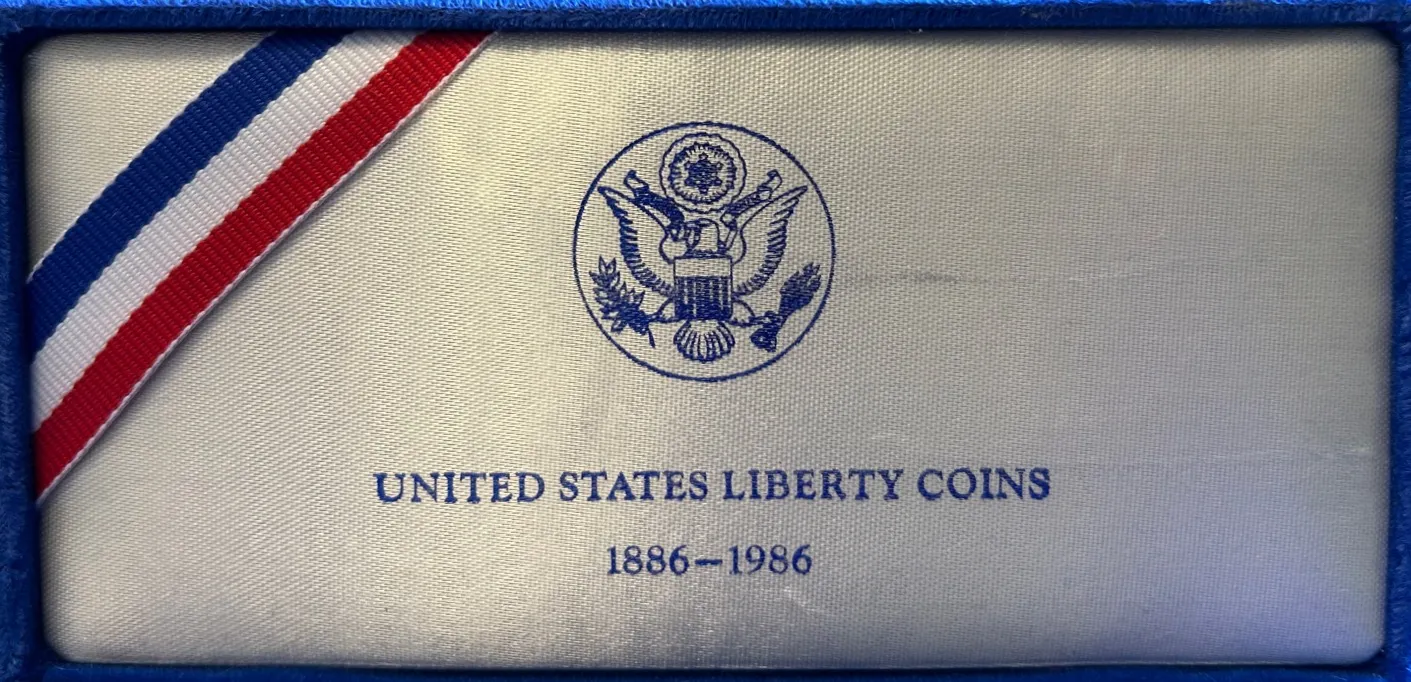 UNITED STATES LIBERTY COINS
1886–1986